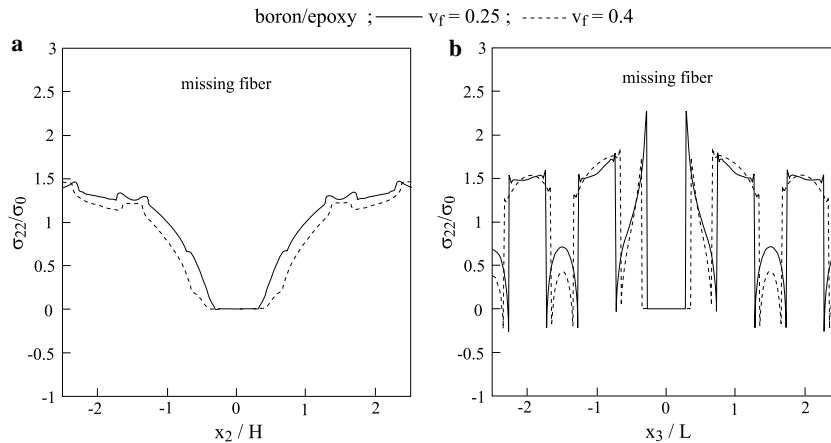 boron/epoxy ; v_f = 0.25 ; v_f = 0.4
a
missing fiber
3
2.5
2
1.5
1
0.5
0
-0.5
-1
σ22/σ0
-2 -1 0 1 2
x2 / H
b
missing fiber
3
2.5
2
1.5
1
0.5
0
-0.5
-1
σ22/σ0
-2 -1 0 1 2
x3 / L